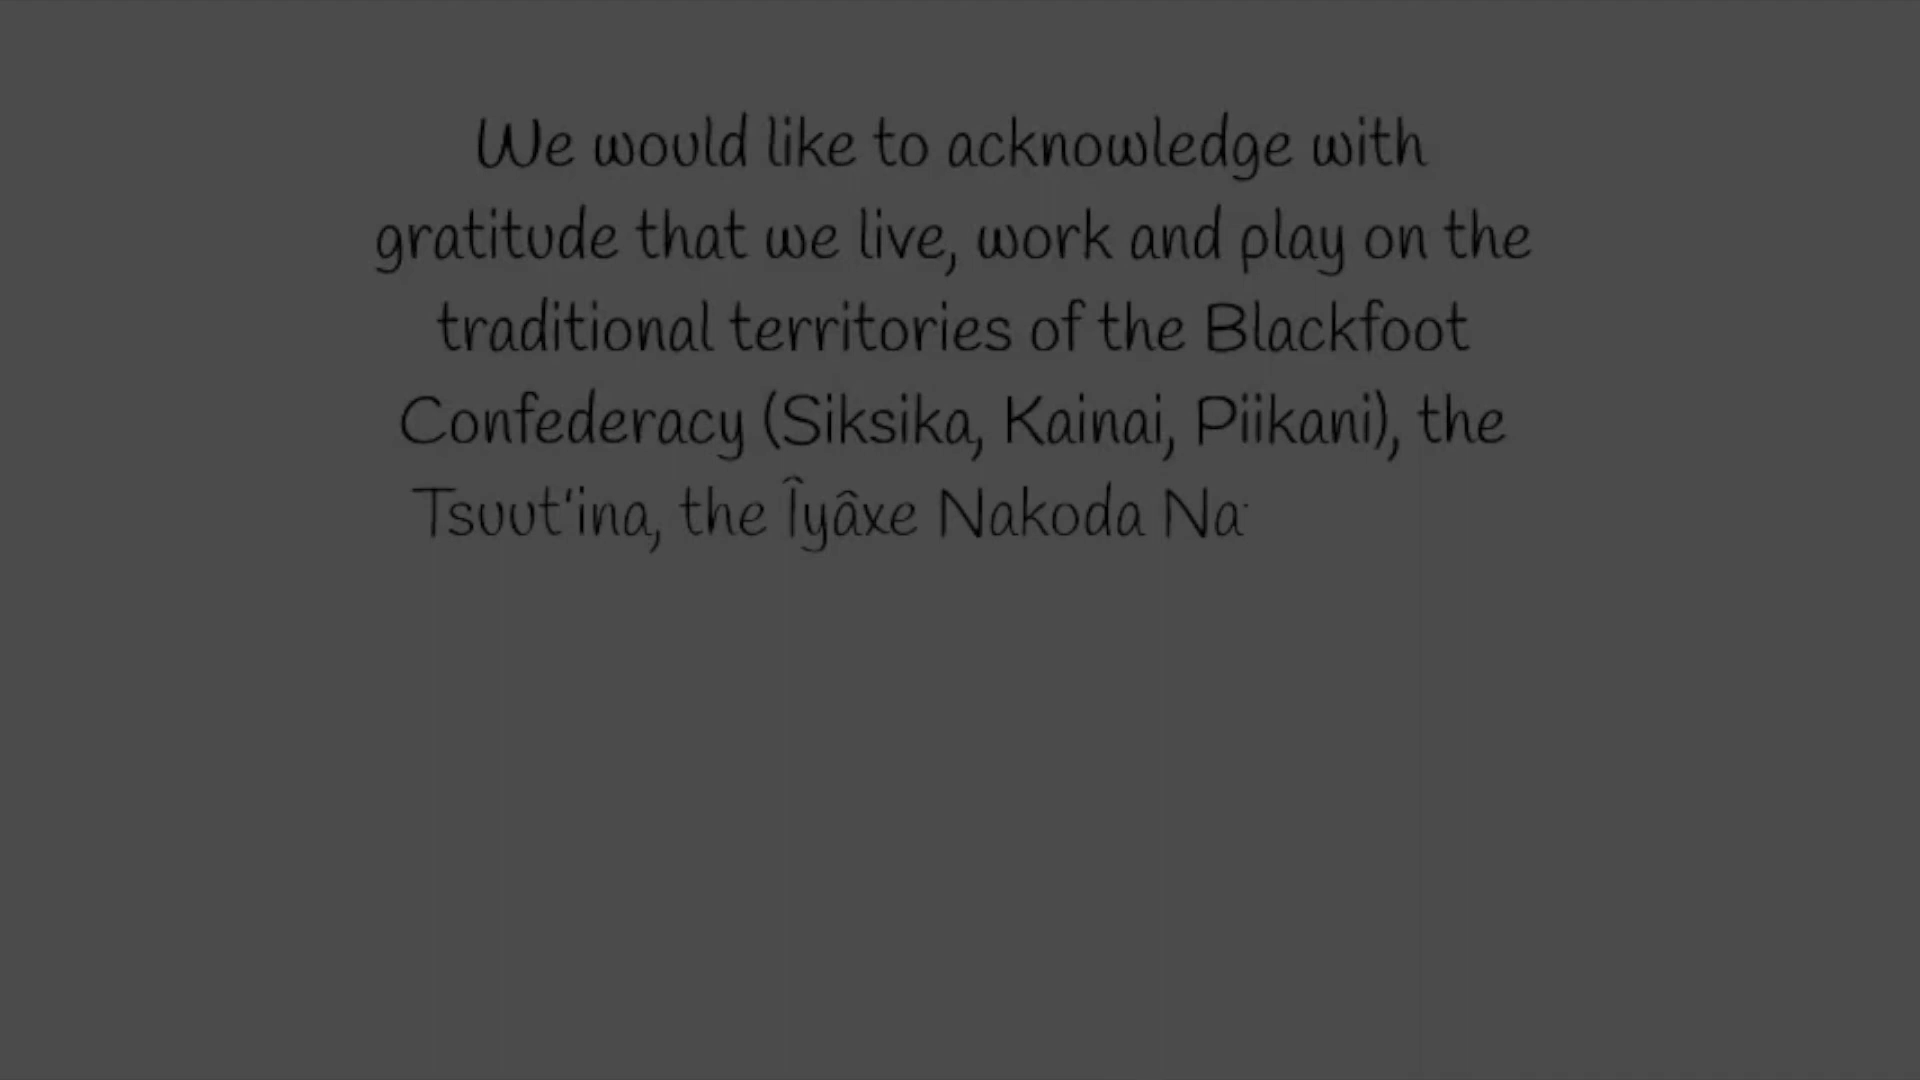 We would like to acknowledge with
gratitude that we live, work and play on the
traditional territories of the Blackfoot
Confederacy (Siksika, Kainai, Piikani), the
Tsuut'ina, the Îyâxe Nakoda Na